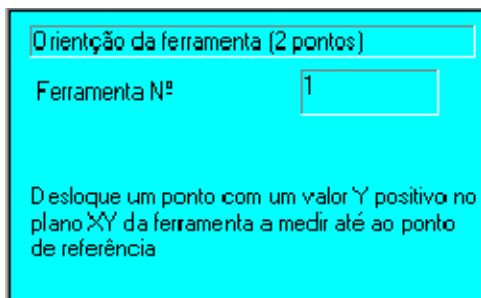 Orientção da ferramenta (2 pontos)
Ferramenta Nº 1
Desloque um ponto com um valor Y positivo no
plano XY da ferramenta a medir até ao ponto
de referência